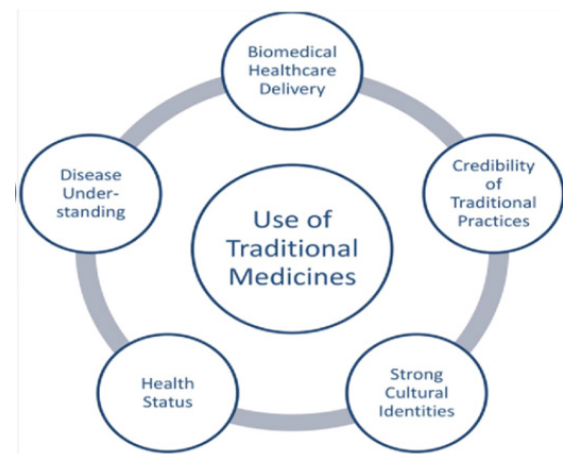 Biomedical
Healthcare
Delivery
Disease
Under-
standing
Credibility
of
Traditional
Practices
Use of
Traditional
Medicines
Health
Status
Strong
Cultural
Identities